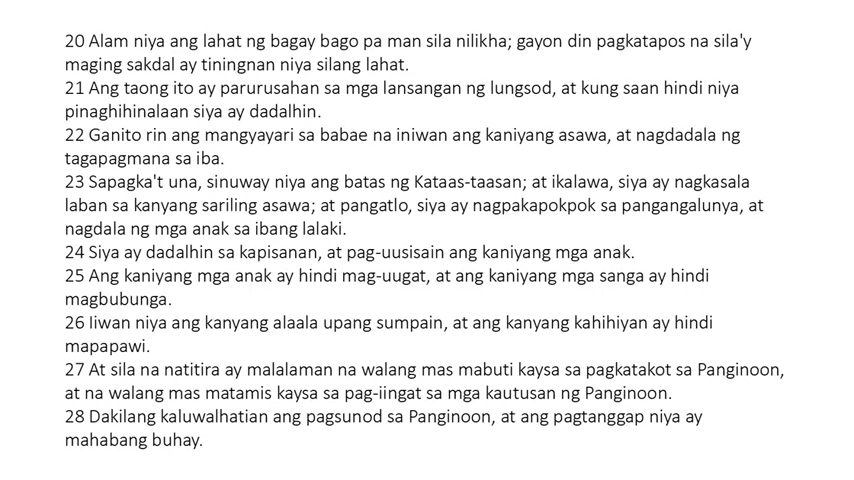 20 Alam niya ang lahat ng bagay bago pa man sila nilikha; gayon din pagkatapos na sila'y
maging sakdal ay tiningnan niya silang lahat.
21 Ang taong ito ay parurusahan sa mga lansangan ng lungsod, at kung saan hindi niya
pinaghihinalaan siya ay dadalhin.
22 Ganito rin ang mangyayari sa babae na iniwan ang kaniyang asawa, at nagdadala ng
tagapagmana sa iba.
23 Sapagka't una, sinuway niya ang batas ng Kataas-taasan; at ikalawa, siya ay nagkasala
laban sa kanyang sariling asawa; at pangatlo, siya ay nagpakapokpok sa pangangalunya, at
nagdala ng mga anak sa ibang lalaki.
24 Siya ay dadalhin sa kapisanan, at pag-uusisain ang kaniyang mga anak.
25 Ang kaniyang mga anak ay hindi mag-uugat, at ang kaniyang mga sanga ay hindi
magbubunga.
26 Iiwan niya ang kanyang alaala upang sumpain, at ang kanyang kahihiyan ay hindi
mapapawi.
27 At sila na natitira ay malalaman na walang mas mabuti kaysa sa pagkatakot sa Panginoon,
at na walang mas matamis kaysa sa pag-iingat sa mga kautusan ng Panginoon.
28 Dakilang kaluwalhatian ang pagsunod sa Panginoon, at ang pagtanggap niya ay
mahabang buhay.